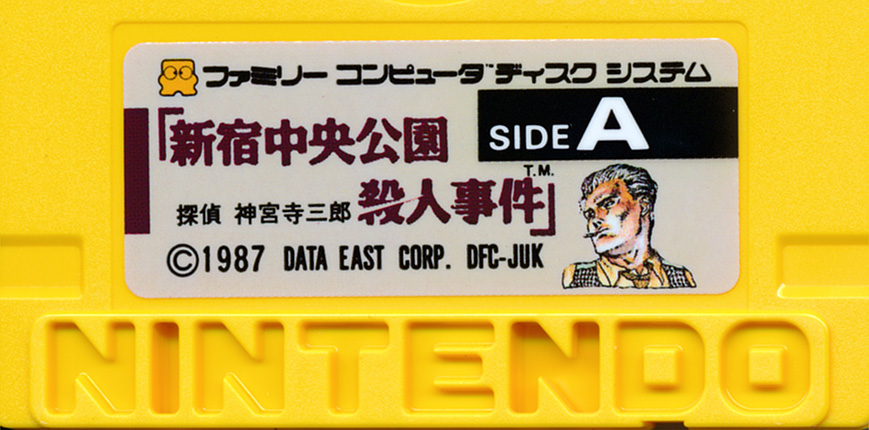 ファミリー コンピュータ™ ディスク システム
SIDE A
「新宿中央公園
殺人事件」T.M.
探偵 神宮寺三郎
©1987 DATA EAST CORP. DFC-JUK
NINTENDO